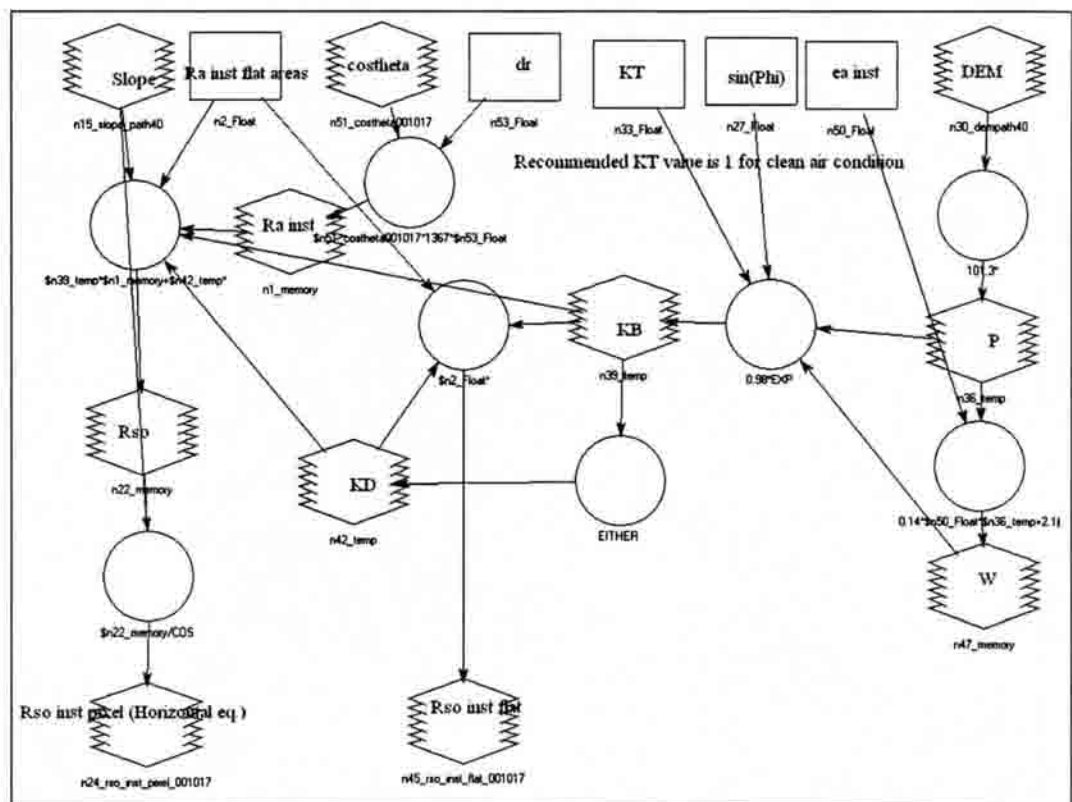 Slope
Ra inst flat areas
costheta
dr
KT
sin(Phi)
ea inst
DEM
n15_slope_path40
n2_Float
n51_costheta001017
n53_Float
n33_Float
n27_Float
n50_Float
n30_dempath40
Recommended KT value is 1 for clean air condition
Ra inst
$n51_costheta001017*1367*$n53_Float
101.3*
$n39_temp*$n1_memory+$n42_temp*
n1_memory
KB
P
$n2_Float*
n39_temp
0.98*EXP
n36_temp
Rso
KD
n22_memory
n42_temp
EITHER
0.14*$n50_Float*$n36_temp+2.1)
W
$n22_memory/COS
n47_memory
Rso inst pixel (Horizontal eq.)
Rso inst flat
n24_rso_inst_pixel_001017
n45_rso_inst_flat_001017